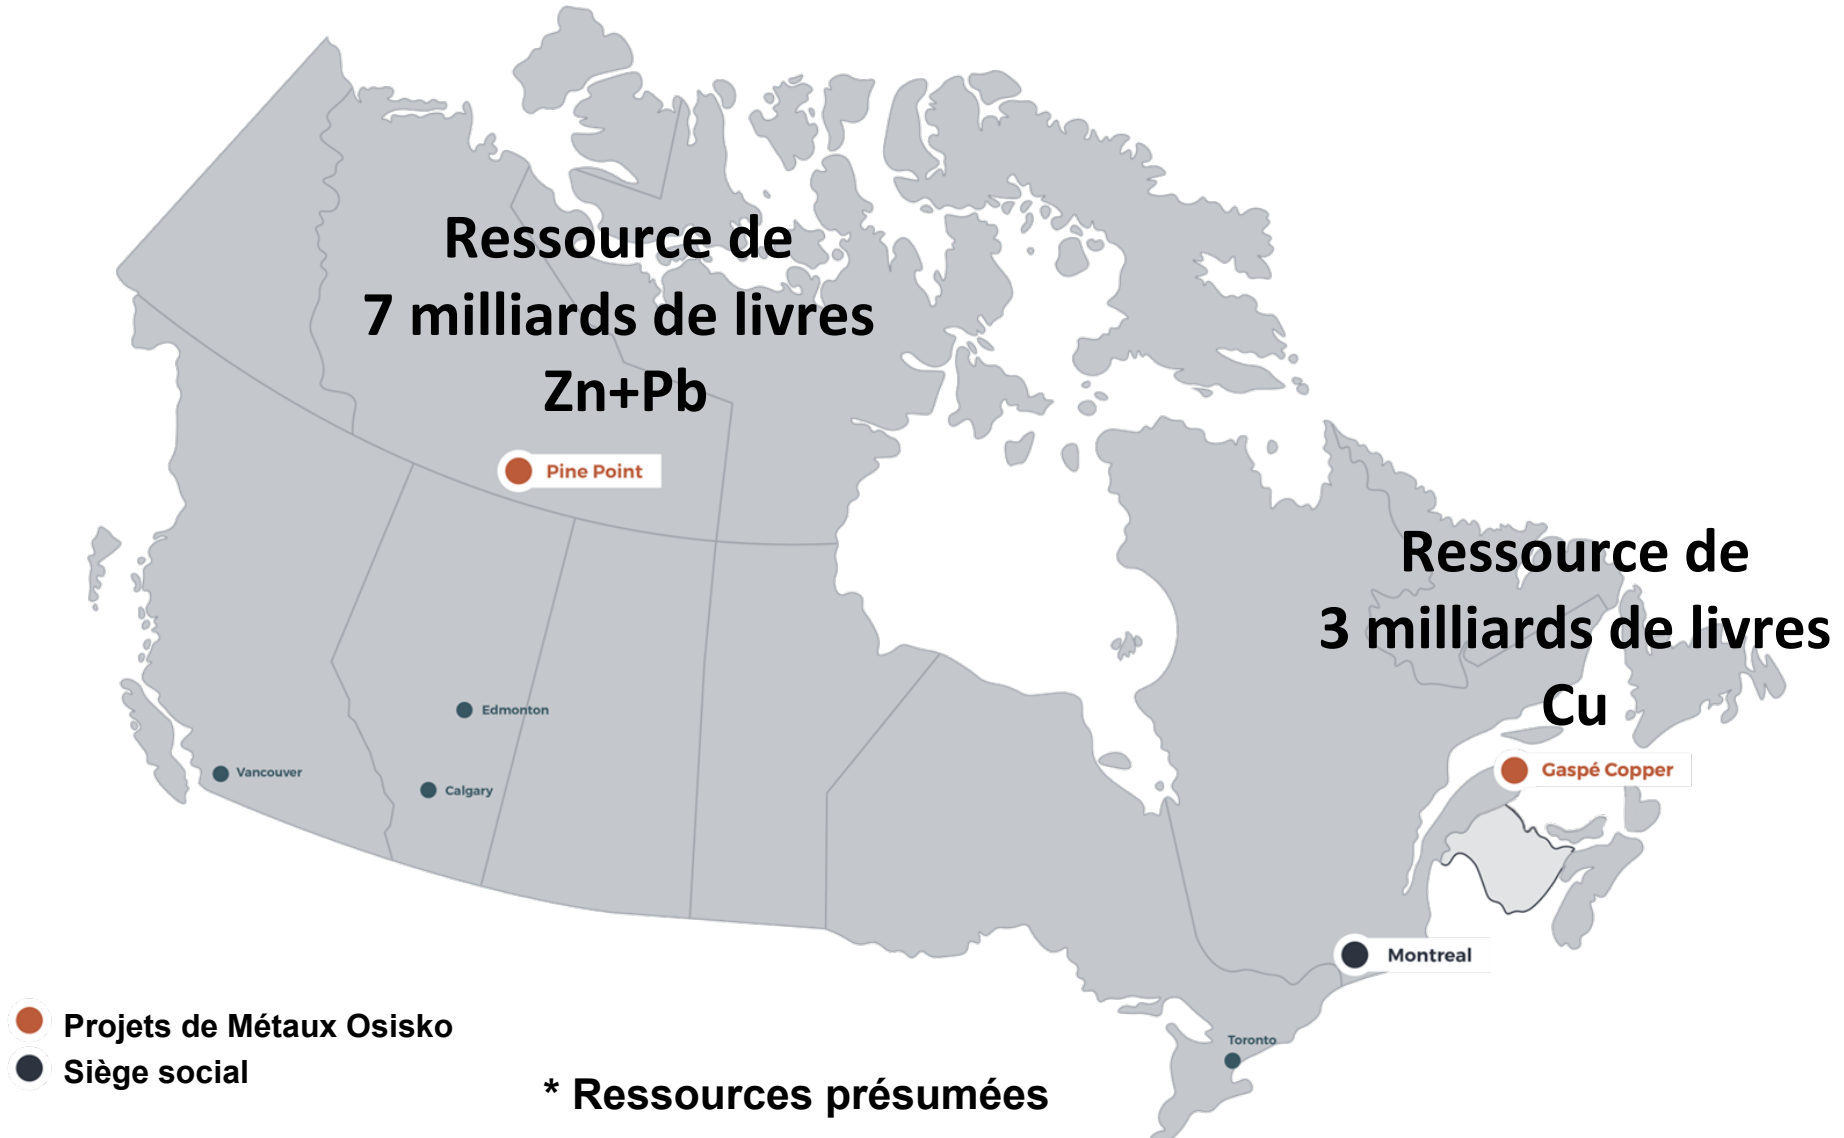 Ressource de
7 milliards de livres
Zn+Pb
Pine Point
Ressource de
3 milliards de livres
Cu
Gaspé Copper
Edmonton
Vancouver
Calgary
Montreal
Toronto
Projets de Métaux Osisko
Siège social
* Ressources présumées